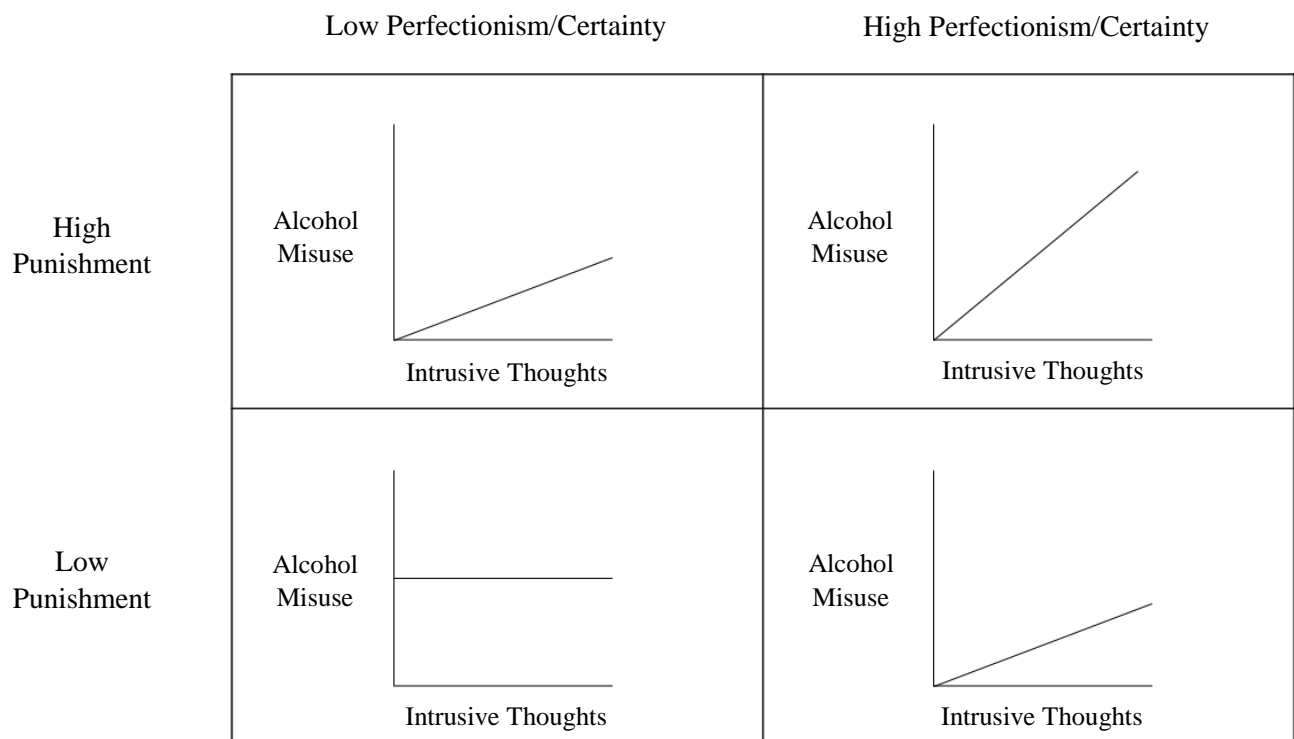 Low Perfectionism/Certainty
High Perfectionism/Certainty
High
Punishment
Alcohol
Misuse
Intrusive Thoughts
Alcohol
Misuse
Intrusive Thoughts
Low
Punishment
Alcohol
Misuse
Intrusive Thoughts
Alcohol
Misuse
Intrusive Thoughts